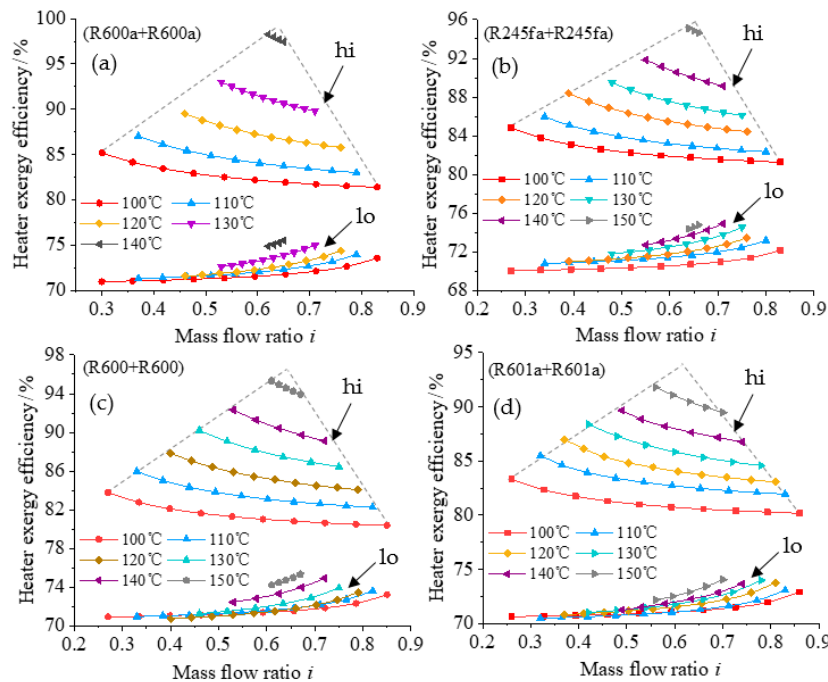 (R600a+R600a)
(a)
hi
lo
100℃ 110℃
120℃ 130℃
140℃
Heater exergy efficiency/%
100
95
90
85
80
75
70
0.3 0.4 0.5 0.6 0.7 0.8 0.9
Mass flow ratio i
(R245fa+R245fa)
(b)
hi
lo
100℃ 110℃
120℃ 130℃
140℃ 150℃
Heater exergy efficiency/%
96
92
88
84
80
76
72
68
0.2 0.3 0.4 0.5 0.6 0.7 0.8 0.9
Mass flow ratio i
(R600+R600)
(c)
hi
lo
100℃ 110℃
120℃ 130℃
140℃ 150℃
Heater exergy efficiency/%
98
94
90
86
82
78
74
70
0.2 0.3 0.4 0.5 0.6 0.7 0.8 0.9
Mass flow ratio i
(R601a+R601a)
(d)
hi
lo
100℃ 110℃
120℃ 130℃
140℃ 150℃
Heater exergy efficiency/%
95
90
85
80
75
70
0.2 0.3 0.4 0.5 0.6 0.7 0.8 0.9
Mass flow ratio i